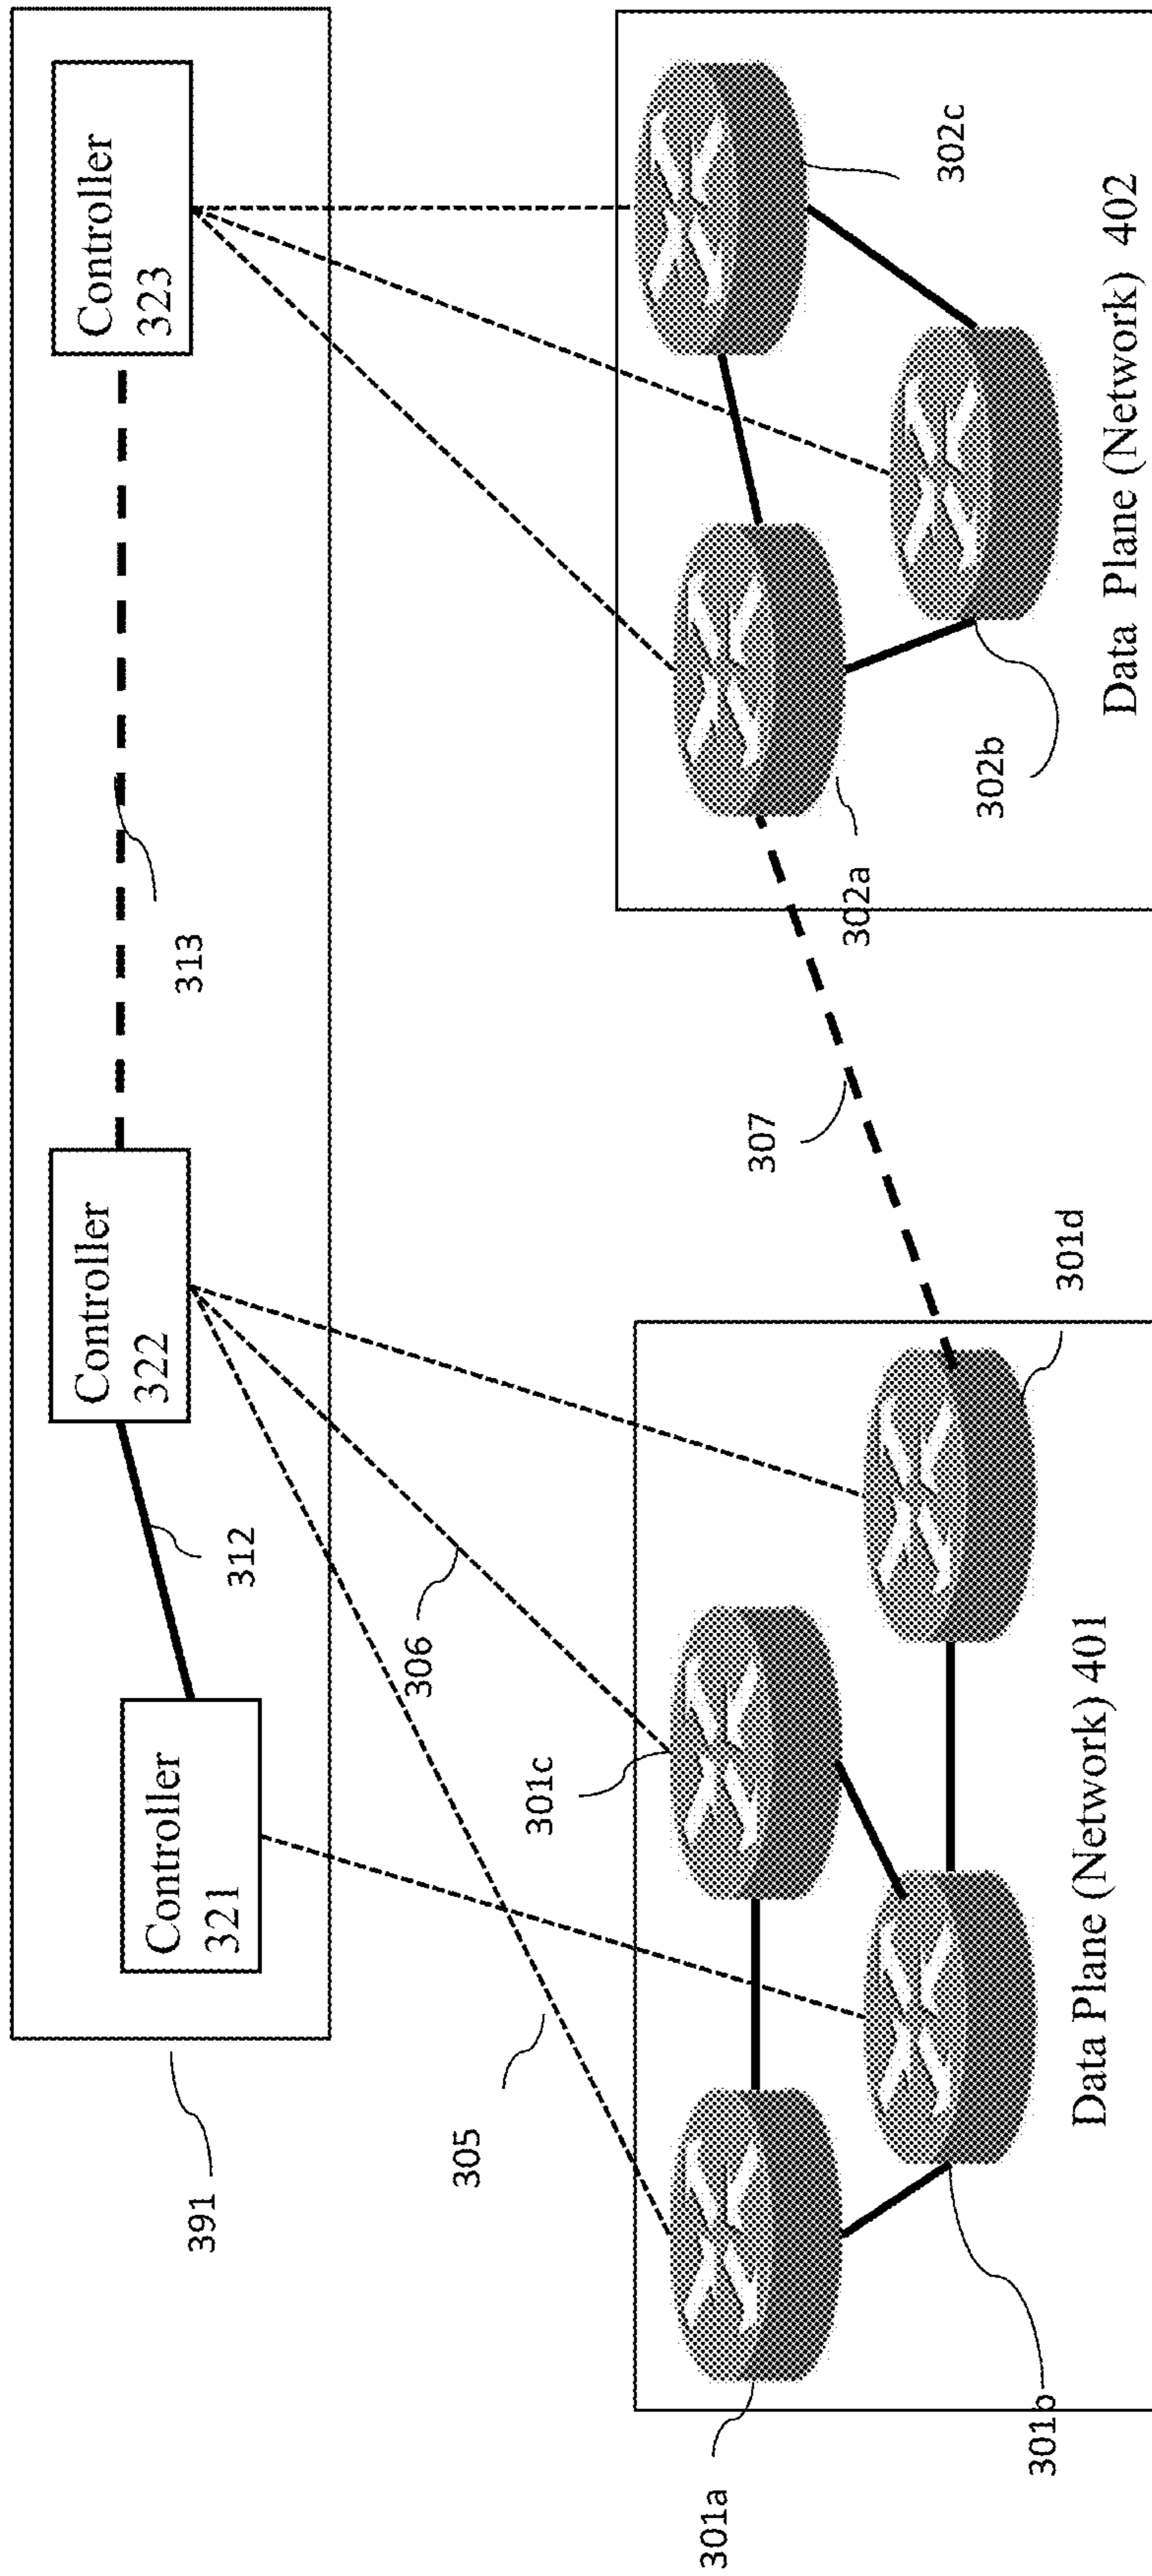 Controller
321
Controller
322
Controller
323
312
313
391
305
306
307
301a
301b
301c
301d
302a
302b
302c
Data Plane (Network) 401
Data Plane (Network) 402